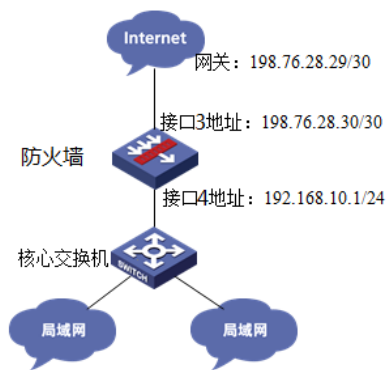 Internet
网关：198.76.28.29/30
接口3地址：198.76.28.30/30
防火墙
接口4地址：192.168.10.1/24
核心交换机
SWITCH
局域网
局域网